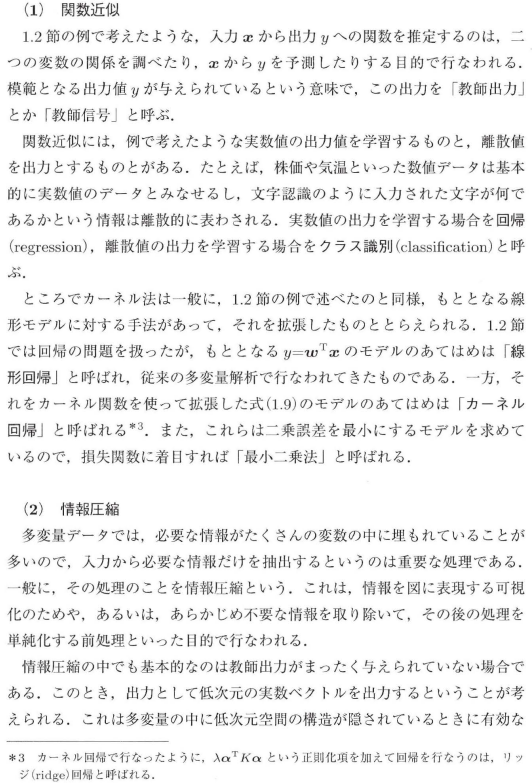 (1) 関数近似
1.2 節の例で考えたような，入力 x から出力 y への関数を推定するのは，二
つの変数の関係を調べたり，x から y を予測したりする目的で行なわれる．
模範となる出力値 y が与えられているという意味で，この出力を「教師出力」
とか「教師信号」と呼ぶ．
関数近似には，例で考えたような実数値の出力値を学習するものと，離散値
を出力とするものとがある．たとえば，株価や気温といった数値データは基本
的に実数値のデータとみなせるし，文字認識のように入力された文字が何で
あるかという情報は離散的に表わされる．実数値の出力を学習する場合を回帰
(regression)，離散値の出力を学習する場合をクラス識別(classification)と呼
ぶ．
ところでカーネル法は一般に，1.2 節の例で述べたのと同様，もととなる線
形モデルに対する手法があって，それを拡張したものととらえられる．1.2 節
では回帰の問題を扱ったが，もととなる y=wᵀx のモデルのあてはめは「線
形回帰」と呼ばれ，従来の多変量解析で行なわれてきたものである．一方，そ
れをカーネル関数を使って拡張した式(1.9)のモデルのあてはめは「カーネル
回帰」と呼ばれる*3．また，これらは二乗誤差を最小にするモデルを求めて
いるので，損失関数に着目すれば「最小二乗法」と呼ばれる．
(2) 情報圧縮
多変量データでは，必要な情報がたくさんの変数の中に埋もれていることが
多いので，入力から必要な情報だけを抽出するというのは重要な処理である．
一般に，その処理のことを情報圧縮という．これは，情報を図に表現する可視
化のためや，あるいは，あらかじめ不要な情報を取り除いて，その後の処理を
単純化する前処理といった目的で行なわれる．
情報圧縮の中でも基本的なのは教師出力がまったく与えられていない場合で
ある．このとき，出力として低次元の実数ベクトルを出力するということが考
えられる．これは多変量の中に低次元空間の構造が隠されているときに有効な
*3 カーネル回帰で行なったように，λαᵀKα という正則化項を加えて回帰を行なうのは，リッ
ジ(ridge)回帰と呼ばれる．